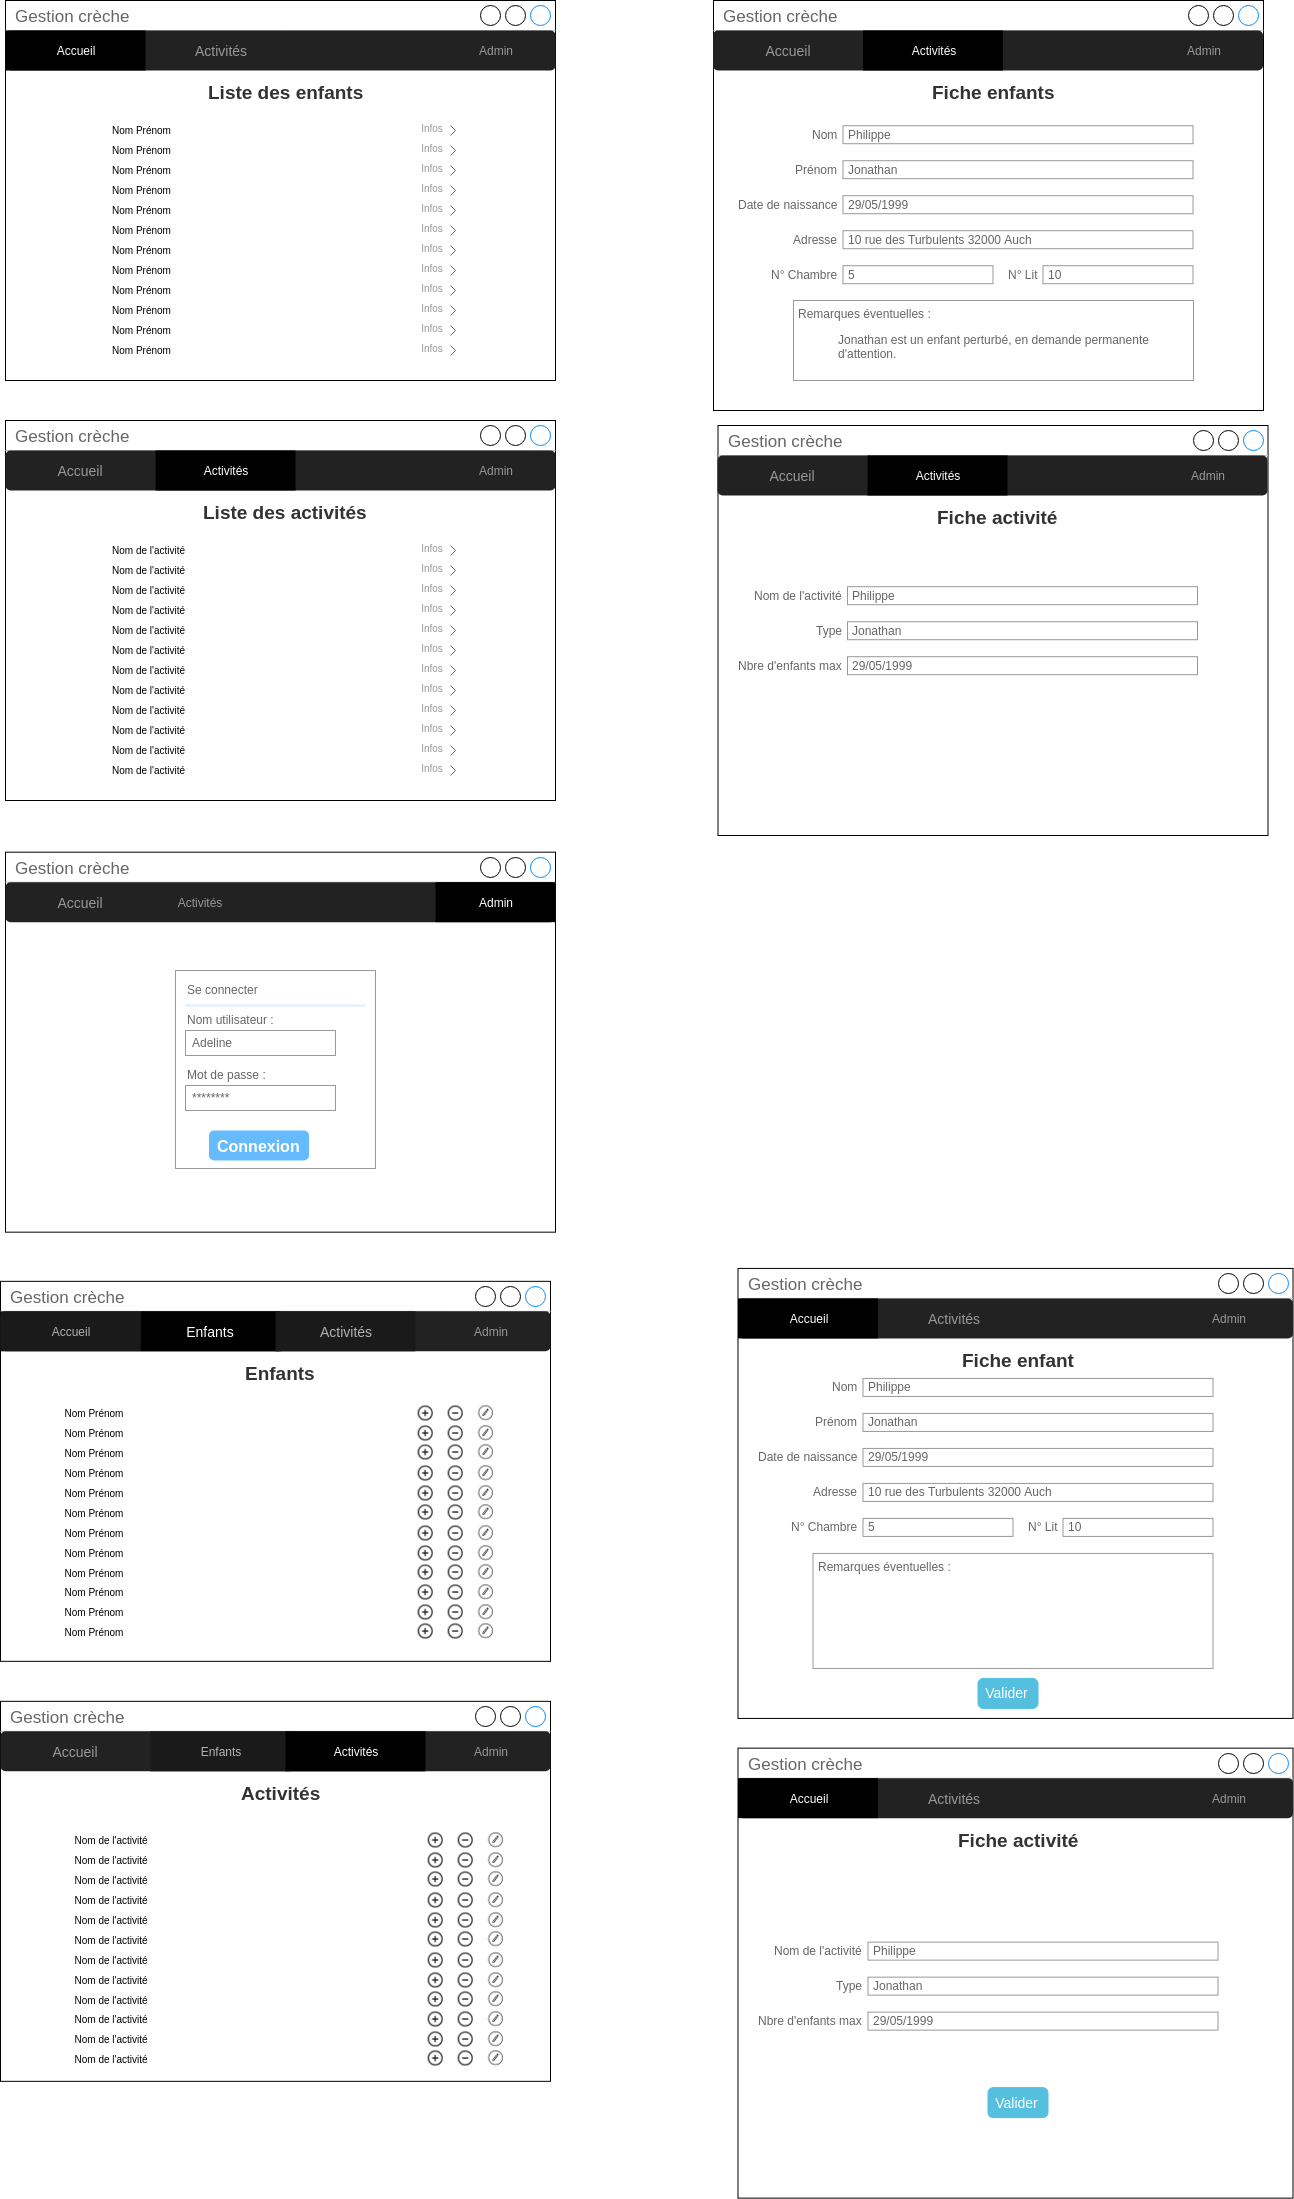 Gestion crèche
Accueil Activités Admin
Liste des enfants
Nom Prénom Infos
Nom Prénom Infos
Nom Prénom Infos
Nom Prénom Infos
Nom Prénom Infos
Nom Prénom Infos
Nom Prénom Infos
Nom Prénom Infos
Nom Prénom Infos
Nom Prénom Infos
Nom Prénom Infos
Nom Prénom Infos
Gestion crèche
Accueil Activités Admin
Fiche enfants
Nom Philippe
Prénom Jonathan
Date de naissance 29/05/1999
Adresse 10 rue des Turbulents 32000 Auch
N° Chambre 5 N° Lit 10
Remarques éventuelles :
Jonathan est un enfant perturbé, en demande permanente
d'attention.
Gestion crèche
Accueil Activités Admin
Liste des activités
Nom de l'activité Infos
Nom de l'activité Infos
Nom de l'activité Infos
Nom de l'activité Infos
Nom de l'activité Infos
Nom de l'activité Infos
Nom de l'activité Infos
Nom de l'activité Infos
Nom de l'activité Infos
Nom de l'activité Infos
Nom de l'activité Infos
Nom de l'activité Infos
Gestion crèche
Accueil Activités Admin
Fiche activité
Nom de l'activité Philippe
Type Jonathan
Nbre d'enfants max 29/05/1999
Gestion crèche
Accueil Activités Admin
Se connecter
Nom utilisateur :
Adeline
Mot de passe :
********
Connexion
Gestion crèche
Accueil Enfants Activités Admin
Enfants
Nom Prénom
Nom Prénom
Nom Prénom
Nom Prénom
Nom Prénom
Nom Prénom
Nom Prénom
Nom Prénom
Nom Prénom
Nom Prénom
Nom Prénom
Nom Prénom
Gestion crèche
Accueil Activités Admin
Fiche enfant
Nom Philippe
Prénom Jonathan
Date de naissance 29/05/1999
Adresse 10 rue des Turbulents 32000 Auch
N° Chambre 5 N° Lit 10
Remarques éventuelles :
Valider
Gestion crèche
Accueil Enfants Activités Admin
Activités
Nom de l'activité
Nom de l'activité
Nom de l'activité
Nom de l'activité
Nom de l'activité
Nom de l'activité
Nom de l'activité
Nom de l'activité
Nom de l'activité
Nom de l'activité
Nom de l'activité
Nom de l'activité
Gestion crèche
Accueil Activités Admin
Fiche activité
Nom de l'activité Philippe
Type Jonathan
Nbre d'enfants max 29/05/1999
Valider